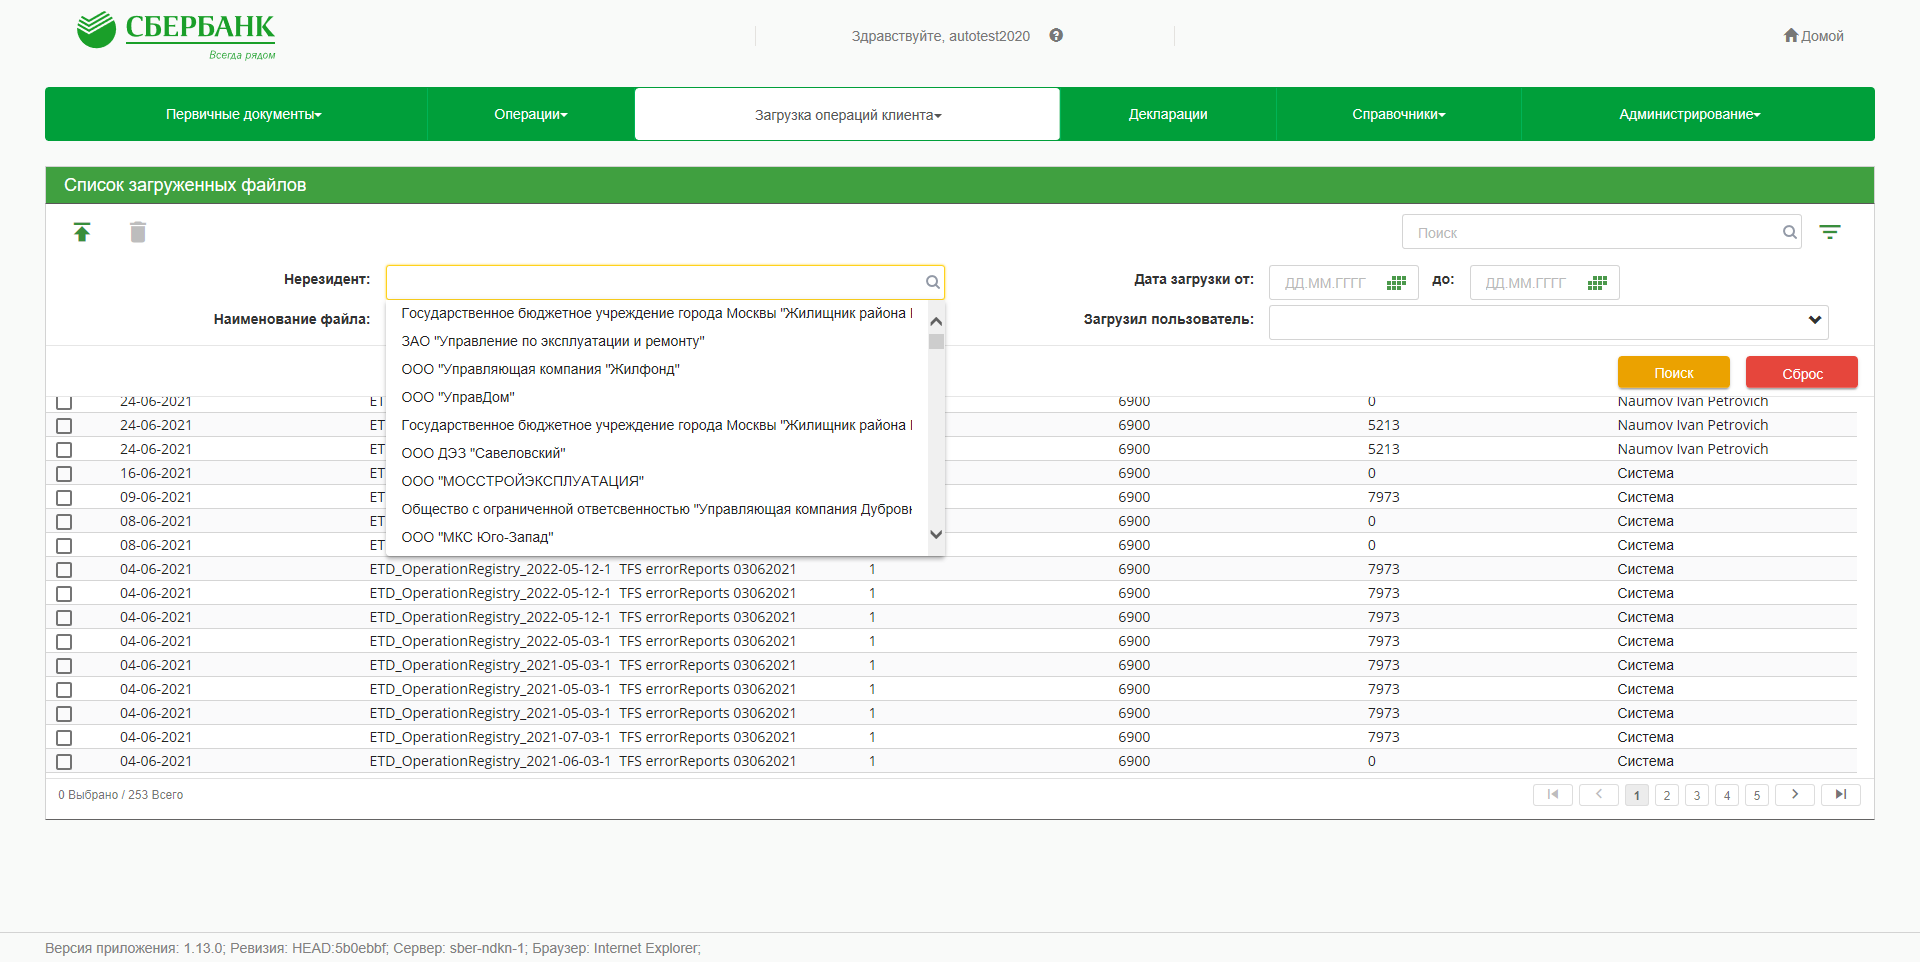 СБЕРБАНК
Всегда рядом
Здравствуйте, autotest2020
Домой
Первичные документы Операции Загрузка операций клиента Декларации Справочники Администрирование
Список загруженных файлов
Поиск
Нерезидент: Дата загрузки от: ДД.ММ.ГГГГ до: ДД.ММ.ГГГГ
Наименование файла: Загрузил пользователь:
Государственное бюджетное учреждение города Москвы "Жилищник района
ЗАО "Управление по эксплуатации и ремонту"
ООО "Управляющая компания "Жилфонд"
ООО "УправДом"
Государственное бюджетное учреждение города Москвы "Жилищник района
ООО ДЭЗ "Савеловский"
ООО "МОССТРОЙЭКСПЛУАТАЦИЯ"
Общество с ограниченной ответсвенностью "Управляющая компания
ООО "МКС Юго-Запад"
Поиск Сброс
24-06-2021 ET 6900 0 Naumov Ivan Petrovich
24-06-2021 ET 6900 5213 Naumov Ivan Petrovich
24-06-2021 ET 6900 5213 Naumov Ivan Petrovich
16-06-2021 ET 6900 0 Система
09-06-2021 ET 6900 7973 Система
08-06-2021 ET 6900 0 Система
08-06-2021 ET 6900 0 Система
04-06-2021 ETD_OperationRegistry_2022-05-12-1 TFS errorReports 03062021 1 6900 7973 Система
04-06-2021 ETD_OperationRegistry_2022-05-12-1 TFS errorReports 03062021 1 6900 7973 Система
04-06-2021 ETD_OperationRegistry_2022-05-12-1 TFS errorReports 03062021 1 6900 7973 Система
04-06-2021 ETD_OperationRegistry_2022-05-03-1 TFS errorReports 03062021 1 6900 7973 Система
04-06-2021 ETD_OperationRegistry_2021-05-03-1 TFS errorReports 03062021 1 6900 7973 Система
04-06-2021 ETD_OperationRegistry_2021-05-03-1 TFS errorReports 03062021 1 6900 7973 Система
04-06-2021 ETD_OperationRegistry_2021-05-03-1 TFS errorReports 03062021 1 6900 7973 Система
04-06-2021 ETD_OperationRegistry_2021-07-03-1 TFS errorReports 03062021 1 6900 7973 Система
04-06-2021 ETD_OperationRegistry_2021-06-03-1 TFS errorReports 03062021 1 6900 0 Система
0 Выбрано / 253 Всего 1 2 3 4 5
Версия приложения: 1.13.0; Ревизия: HEAD:5b0ebbf; Сервер: sber-ndkn-1; Браузер: Internet Explorer;